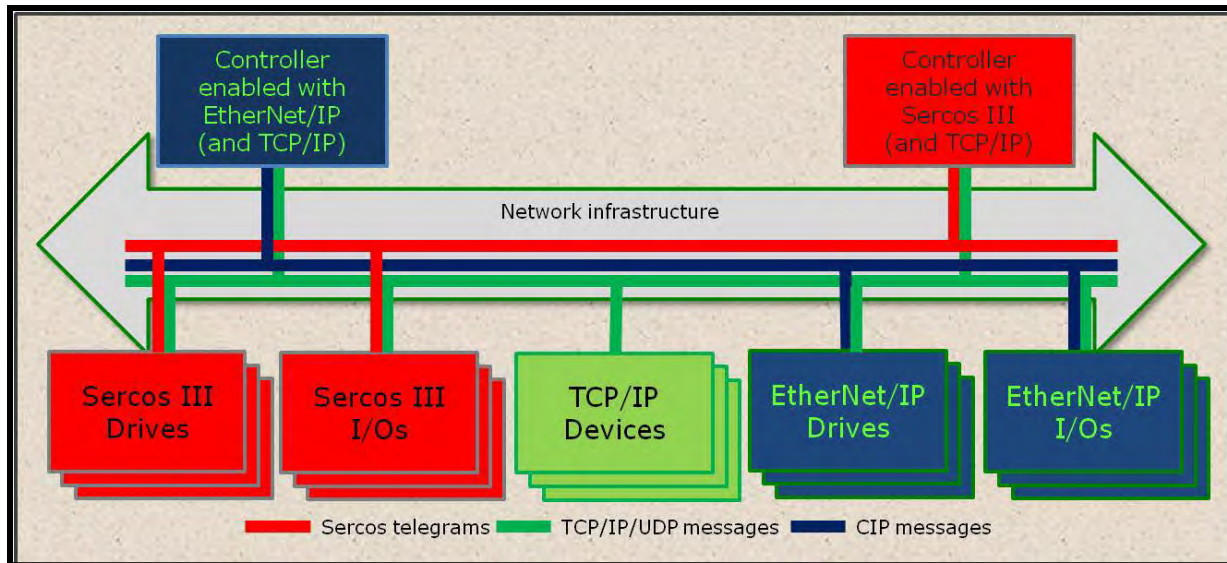 Controller
enabled with
EtherNet/IP
(and TCP/IP)
Controller
enabled with
Sercos III
(and TCP/IP)
Network infrastructure
Sercos III
Drives
Sercos III
I/Os
TCP/IP
Devices
EtherNet/IP
Drives
EtherNet/IP
I/Os
Sercos telegrams
TCP/IP/UDP messages
CIP messages